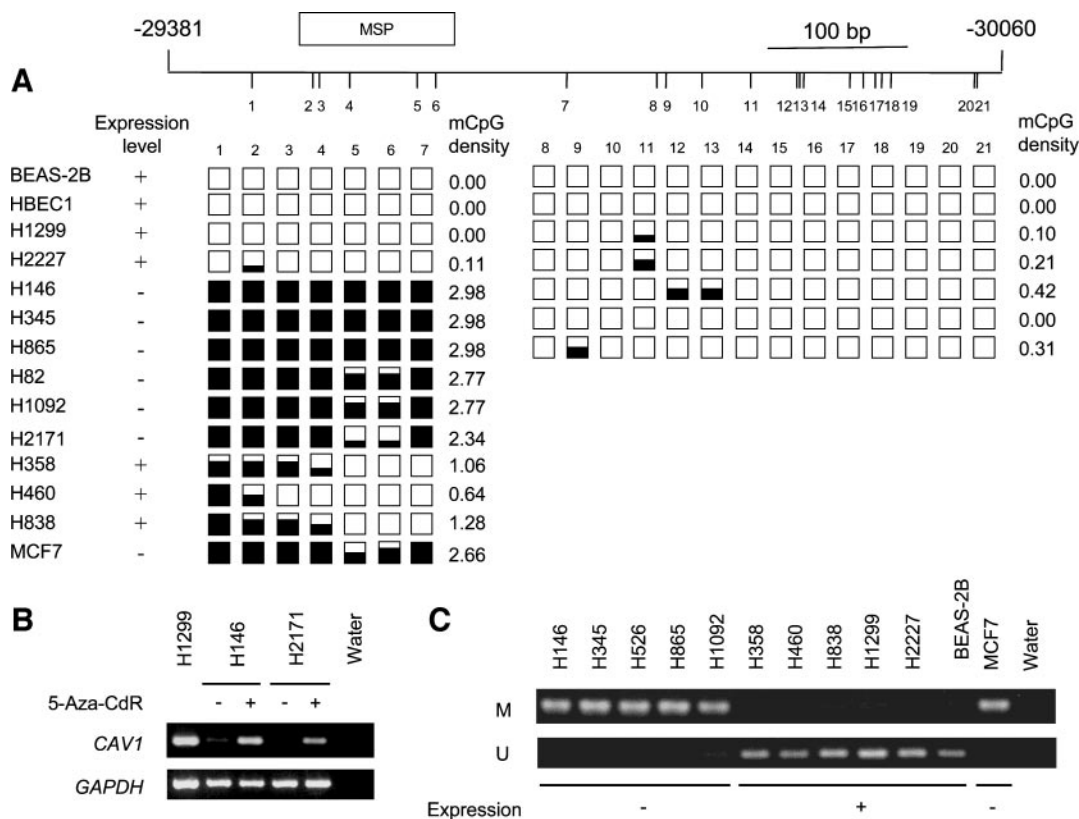 -29381 MSP 100 bp -30060
A
1 2 3 4 5 6 7 8 9 10 11 12 13 14 15 16 17 18 19 20 21
Expression level mCpG density mCpG density
1 2 3 4 5 6 7 8 9 10 11 12 13 14 15 16 17 18 19 20 21
BEAS-2B + 0.00 0.00
HBEC1 + 0.00 0.00
H1299 + 0.00 0.10
H2227 + 0.11 0.21
H146 - 2.98 0.42
H345 - 2.98 0.00
H865 - 2.98 0.31
H82 - 2.77
H1092 - 2.77
H2171 - 2.34
H358 + 1.06
H460 + 0.64
H838 + 1.28
MCF7 - 2.66
B
H1299 H146 H2171 Water
5-Aza-CdR - + - +
CAV1
GAPDH
C
H146 H345 H526 H865 H1092 H358 H460 H838 H1299 H2227 BEAS-2B MCF7 Water
M
U
Expression - + -